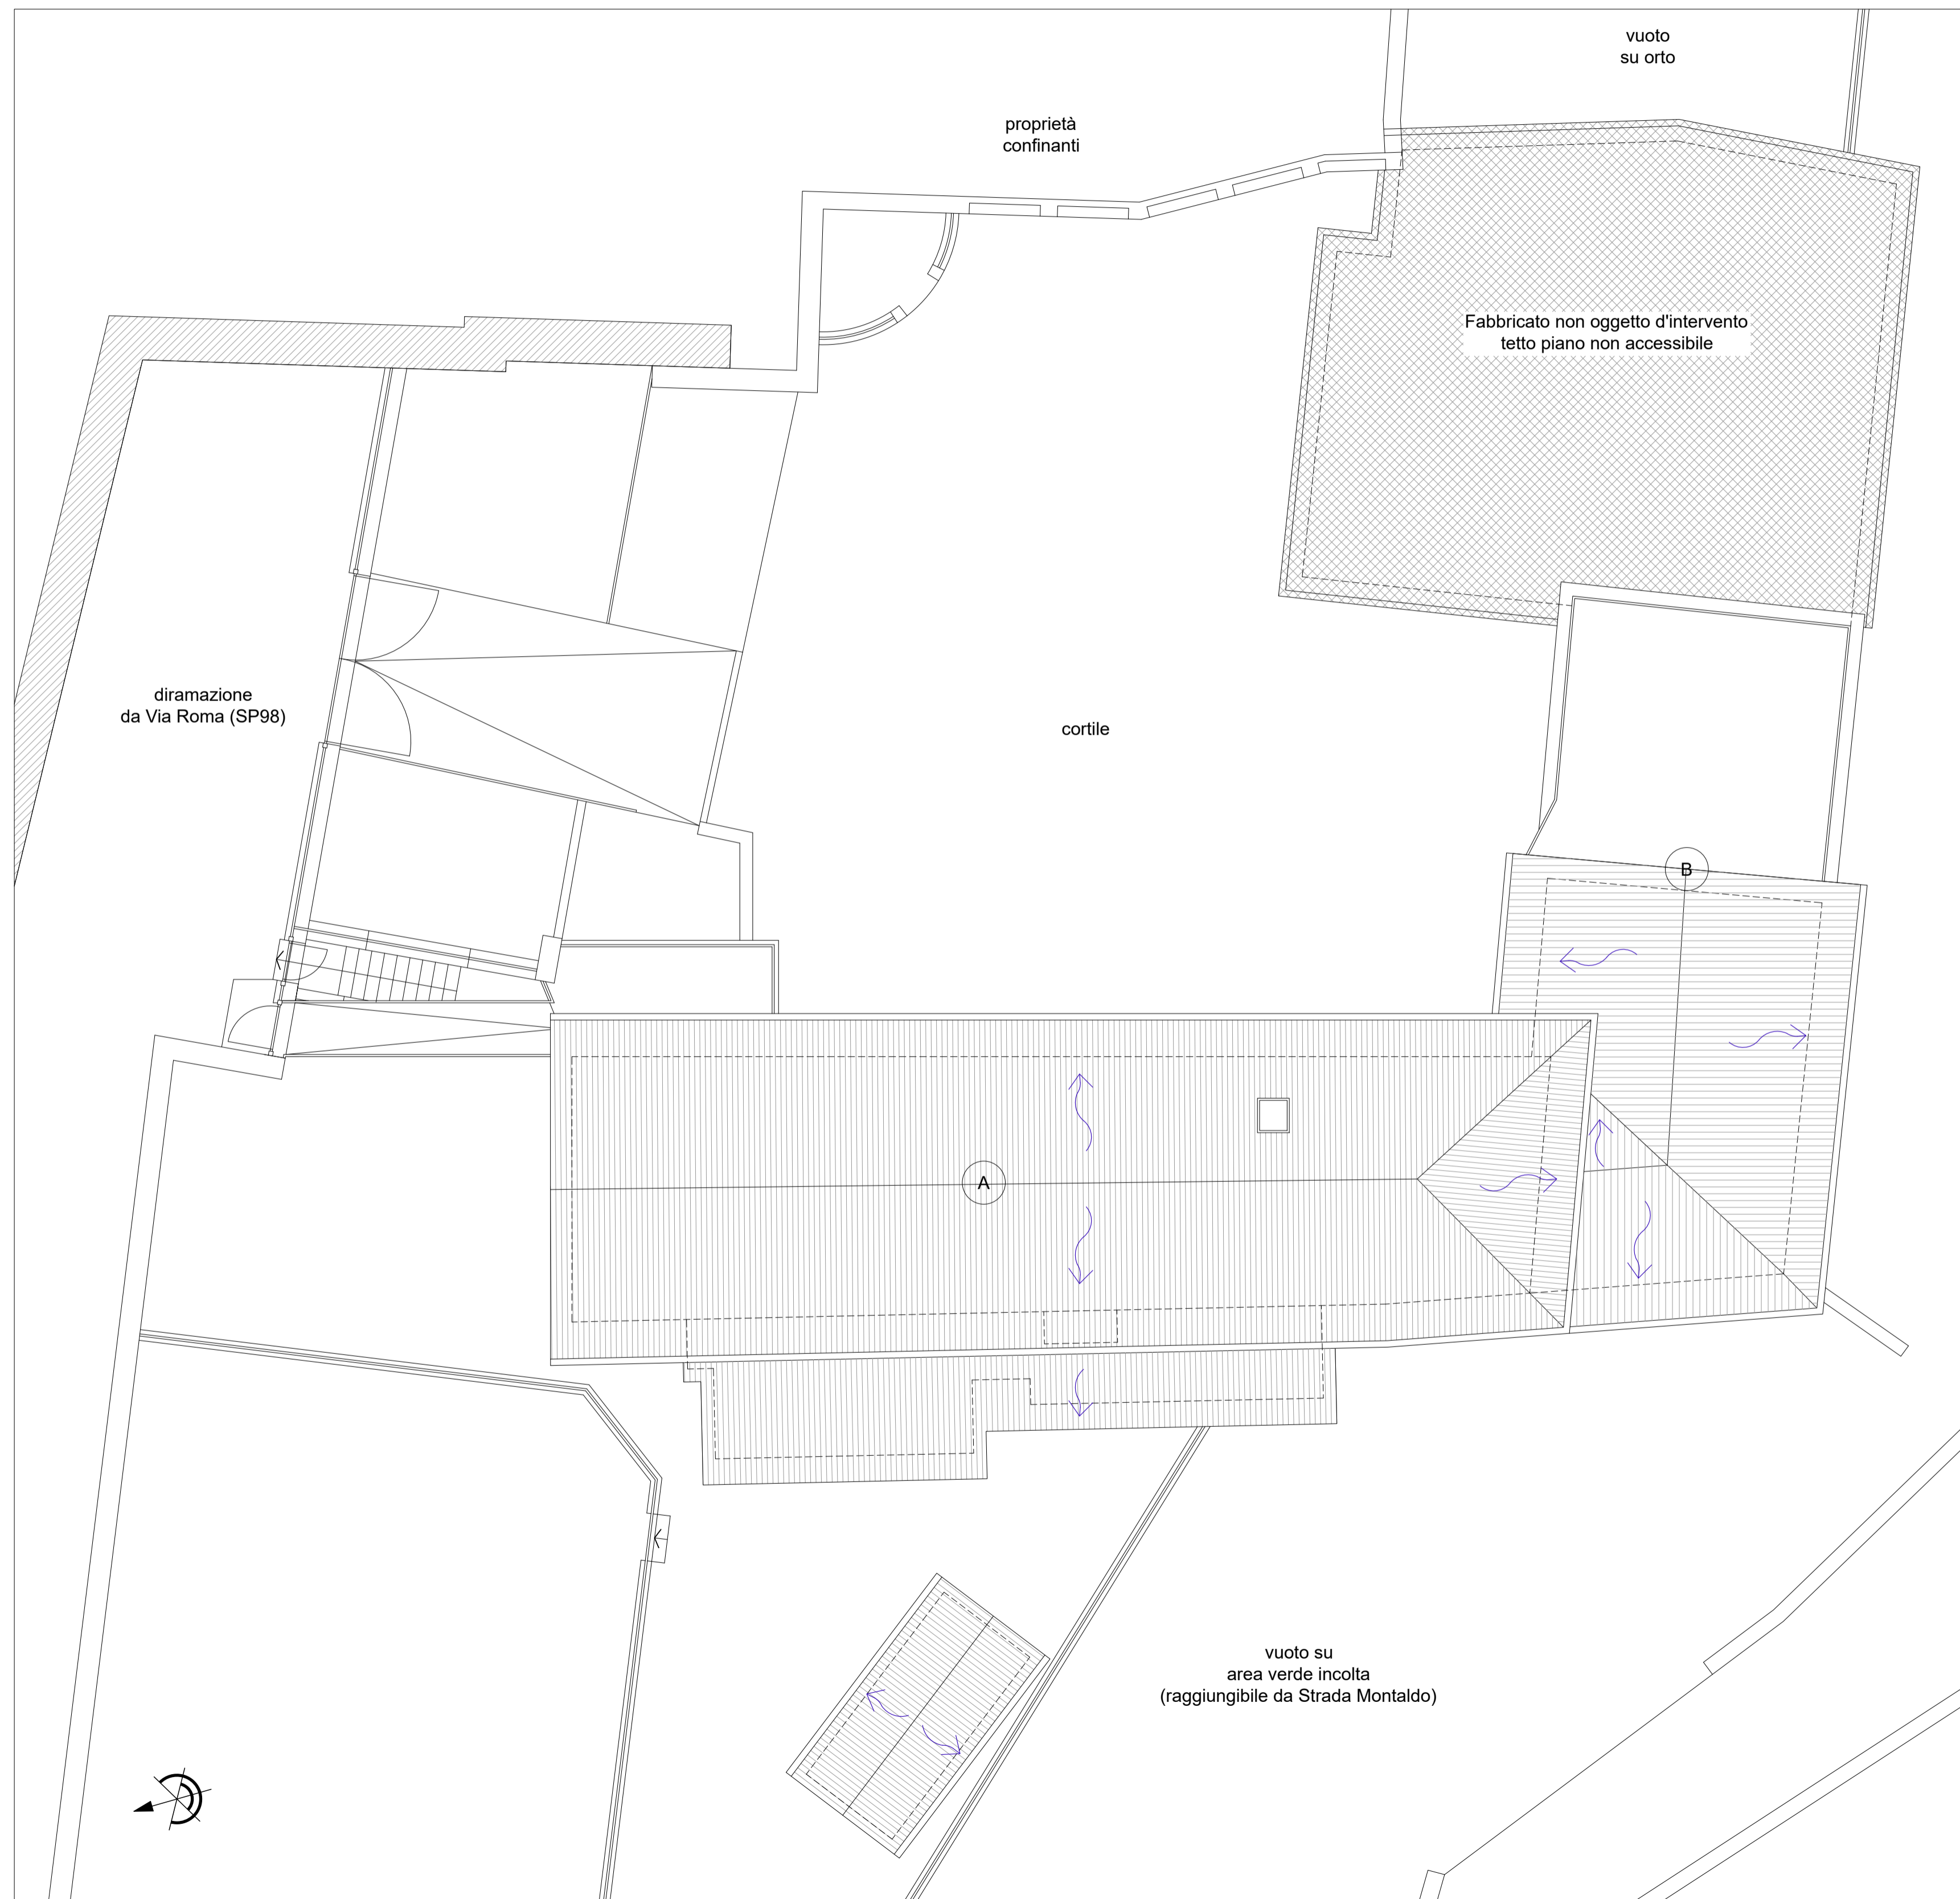 vuoto
su orto
proprietà
confinanti
Fabbricato non oggetto d'intervento
tetto piano non accessibile
diramazione
da Via Roma (SP98)
cortile
B
A
vuoto su
area verde incolta
(raggiungibile da Strada Montaldo)